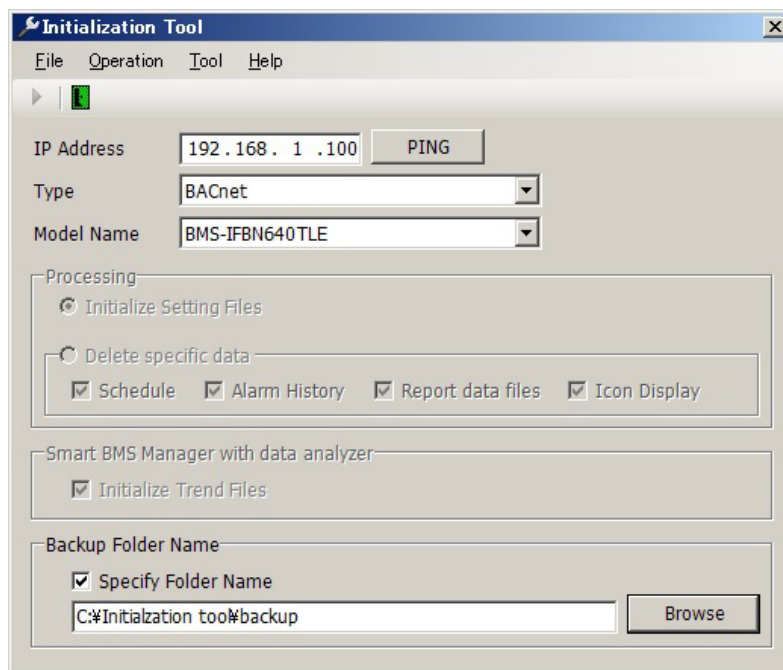 Initialization Tool
File Operation Tool Help
IP Address 192.168. 1 .100 PING
Type BACnet
Model Name BMS-IFBN640TLE
Processing
Initialize Setting Files
Delete specific data
Schedule Alarm History Report data files Icon Display
Smart BMS Manager with data analyzer
Initialize Trend Files
Backup Folder Name
Specify Folder Name
C:¥Initialzation tool¥backup Browse